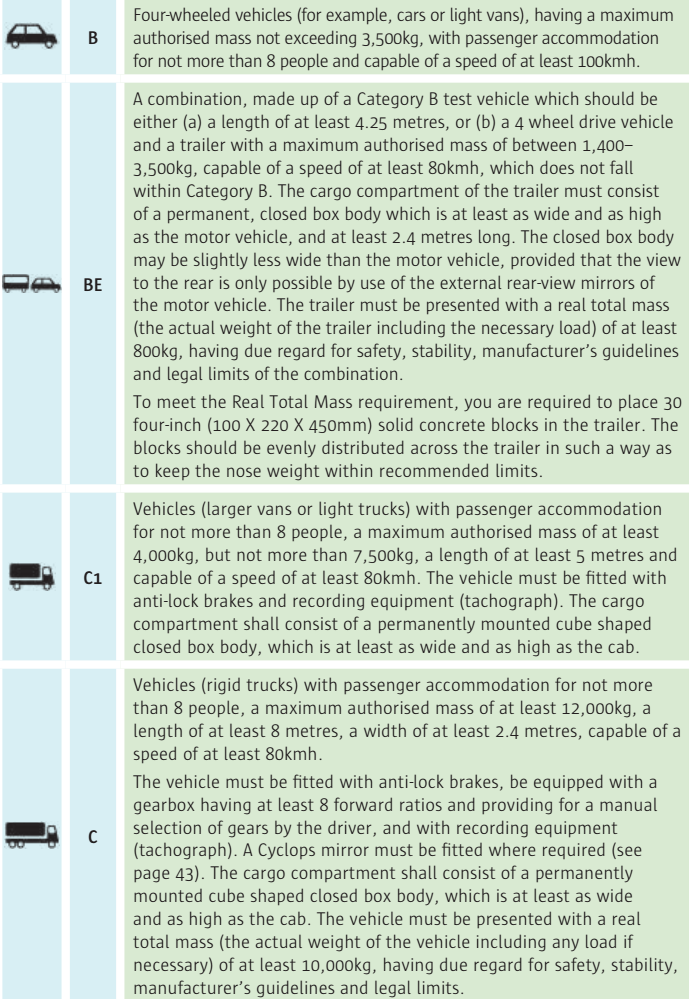 B
Four-wheeled vehicles (for example, cars or light vans), having a maximum
authorised mass not exceeding 3,500kg, with passenger accommodation
for not more than 8 people and capable of a speed of at least 100kmh.
BE
A combination, made up of a Category B test vehicle which should be
either (a) a length of at least 4.25 metres, or (b) a 4 wheel drive vehicle
and a trailer with a maximum authorised mass of between 1,400–
3,500kg, capable of a speed of at least 80kmh, which does not fall
within Category B. The cargo compartment of the trailer must consist
of a permanent, closed box body which is at least as wide and as high
as the motor vehicle, and at least 2.4 metres long. The closed box body
may be slightly less wide than the motor vehicle, provided that the view
to the rear is only possible by use of the external rear-view mirrors of
the motor vehicle. The trailer must be presented with a real total mass
(the actual weight of the trailer including the necessary load) of at least
800kg, having due regard for safety, stability, manufacturer's guidelines
and legal limits of the combination.
To meet the Real Total Mass requirement, you are required to place 30
four-inch (100 X 220 X 450mm) solid concrete blocks in the trailer. The
blocks should be evenly distributed across the trailer in such a way as
to keep the nose weight within recommended limits.
C1
Vehicles (larger vans or light trucks) with passenger accommodation
for not more than 8 people, a maximum authorised mass of at least
4,000kg, but not more than 7,500kg, a length of at least 5 metres and
capable of a speed of at least 80kmh. The vehicle must be fitted with
anti-lock brakes and recording equipment (tachograph). The cargo
compartment shall consist of a permanently mounted cube shaped
closed box body, which is at least as wide and as high as the cab.
C
Vehicles (rigid trucks) with passenger accommodation for not more
than 8 people, a maximum authorised mass of at least 12,000kg, a
length of at least 8 metres, a width of at least 2.4 metres, capable of a
speed of at least 80kmh.
The vehicle must be fitted with anti-lock brakes, be equipped with a
gearbox having at least 8 forward ratios and providing for a manual
selection of gears by the driver, and with recording equipment
(tachograph). A Cyclops mirror must be fitted where required (see
page 43). The cargo compartment shall consist of a permanently
mounted cube shaped closed box body, which is at least as wide
and as high as the cab. The vehicle must be presented with a real
total mass (the actual weight of the vehicle including any load if
necessary) of at least 10,000kg, having due regard for safety, stability,
manufacturer's guidelines and legal limits.